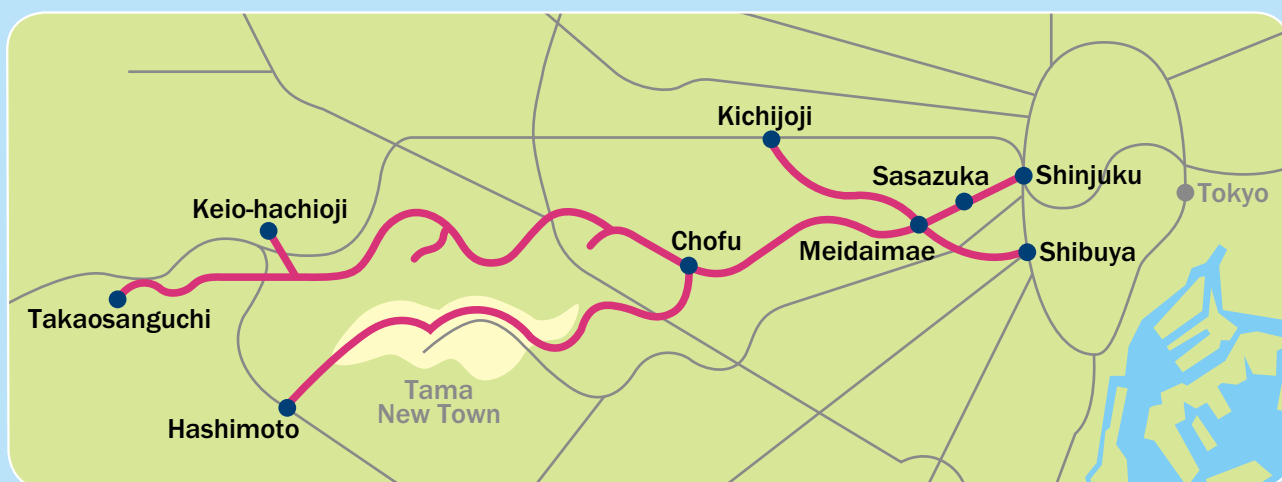 Kichijoji
Sasazuka
Shinjuku
Tokyo
Keio-hachioji
Chofu
Meidaimae
Shibuya
Takaosanguchi
Tama
New Town
Hashimoto